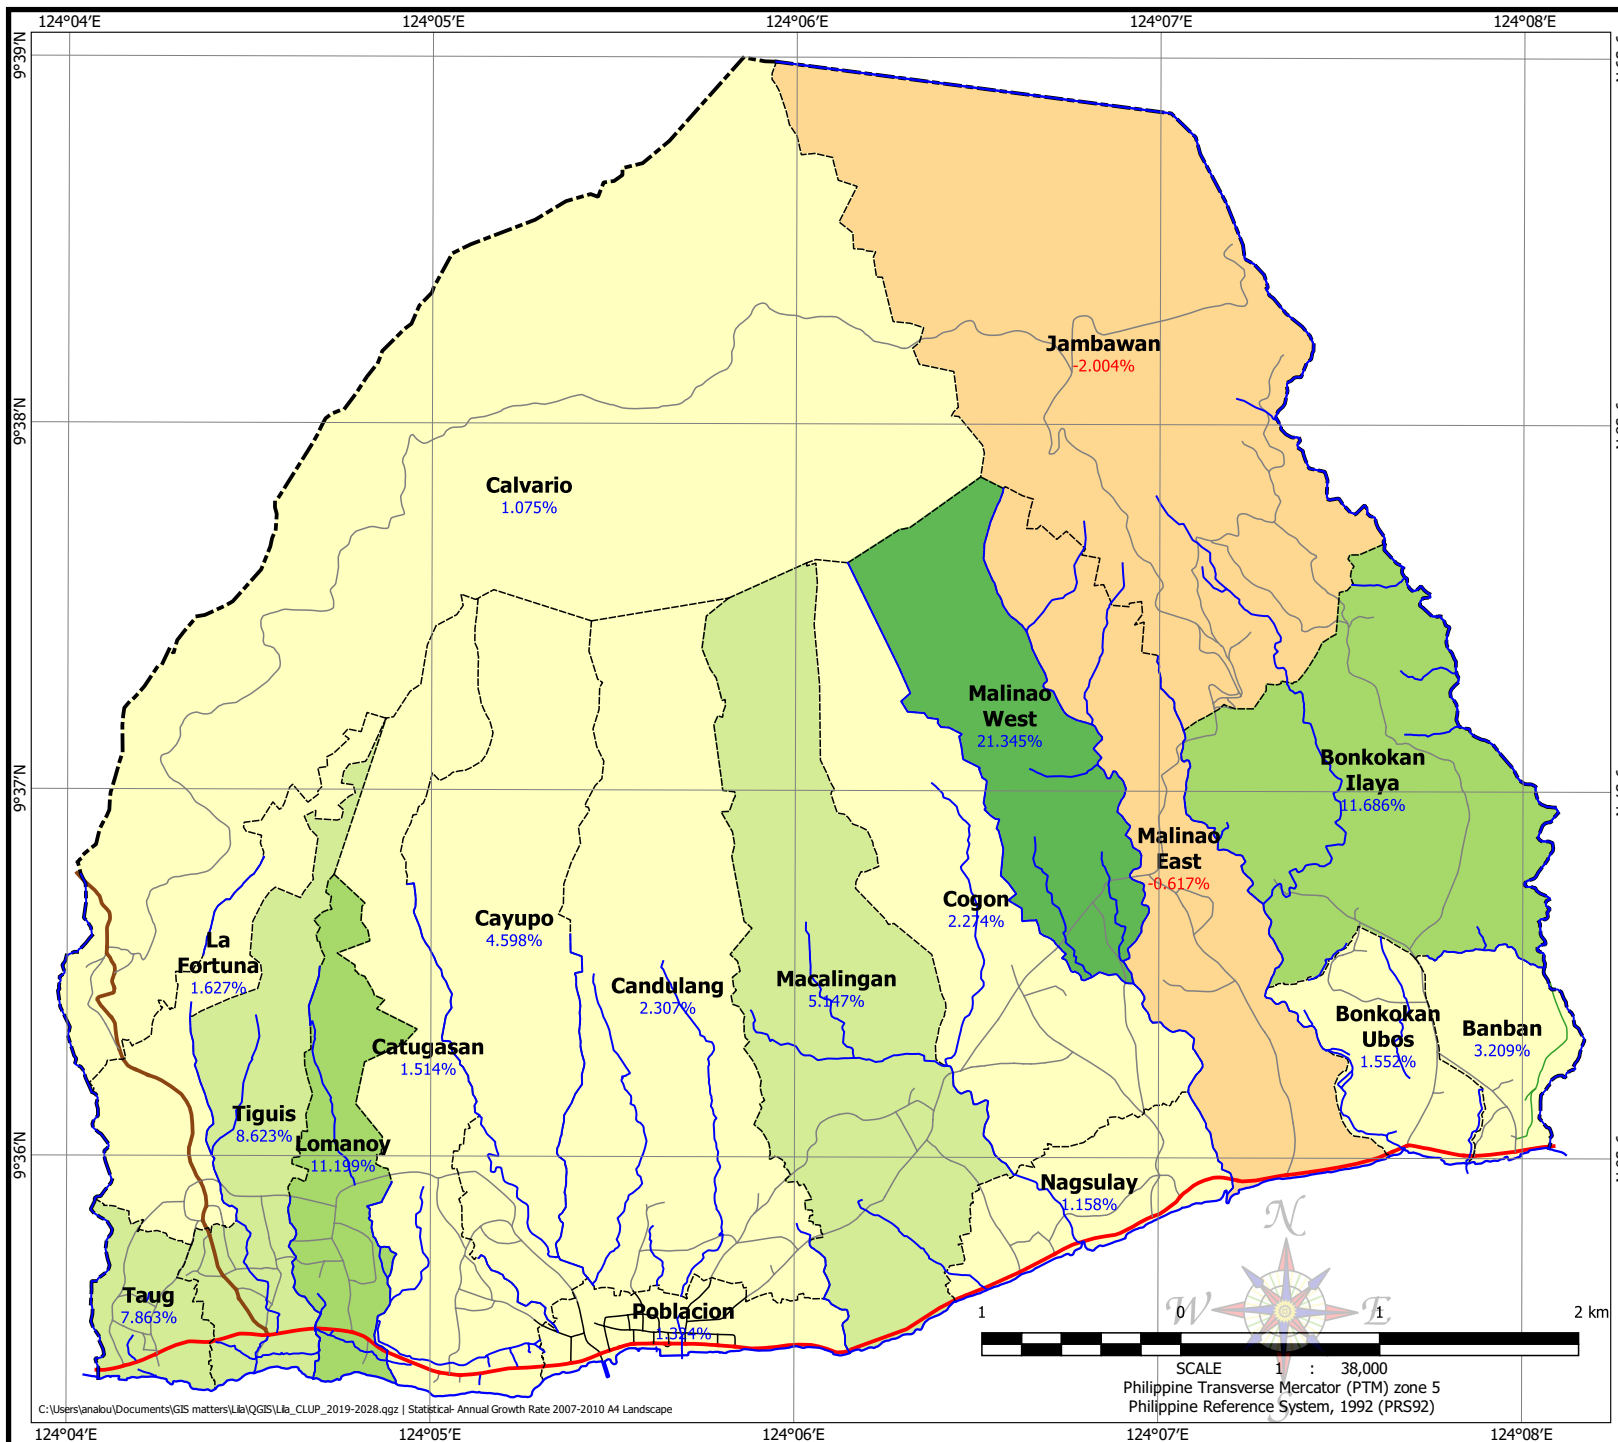 124°04′E 124°05′E 124°06′E 124°07′E 124°08′E
9°39′N
Jambawan
-2.004%
9°38′N
Calvario
1.075%
Malinao
West
21.345%
Bonkokan
Ilaya
11.686%
9°37′N
Malinao
East
-0.617%
Cogon
2.274%
Cayupo
4.598%
La
Fortuna
1.627%
Candulang
2.307%
Macalingan
5.147%
Bonkokan
Ubos
1.552%
Banban
3.209%
Catugasan
1.514%
Tiguis
8.623%
Lomanoy
11.199%
9°36′N
Nagsulay
1.158%
Taug
7.863%
Poblacion
1.324%
N
W E
S
1 0 1 2 km
SCALE 1 : 38,000
Philippine Transverse Mercator (PTM) zone 5
Philippine Reference System, 1992 (PRS92)
C:\Users\analou\Documents\GIS matters\Lila\QGIS\Lila_CLUP_2019-2028.qgz | Statistical- Annual Growth Rate 2007-2010 A4 Landscape
124°04′E 124°05′E 124°06′E 124°07′E 124°08′E